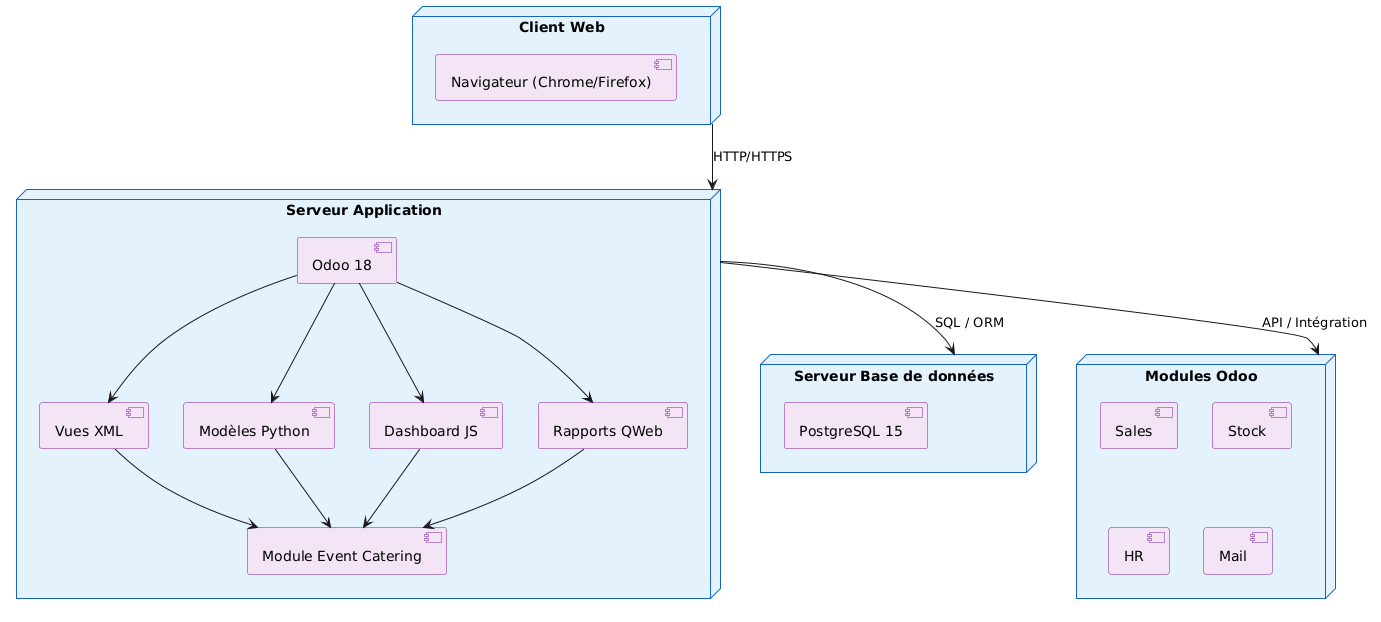 Client Web
Navigateur (Chrome/Firefox)
HTTP/HTTPS
Serveur Application
Odoo 18
Vues XML
Modèles Python
Dashboard JS
Rapports QWeb
Module Event Catering
SQL / ORM
Serveur Base de données
PostgreSQL 15
API / Intégration
Modules Odoo
Sales
Stock
HR
Mail